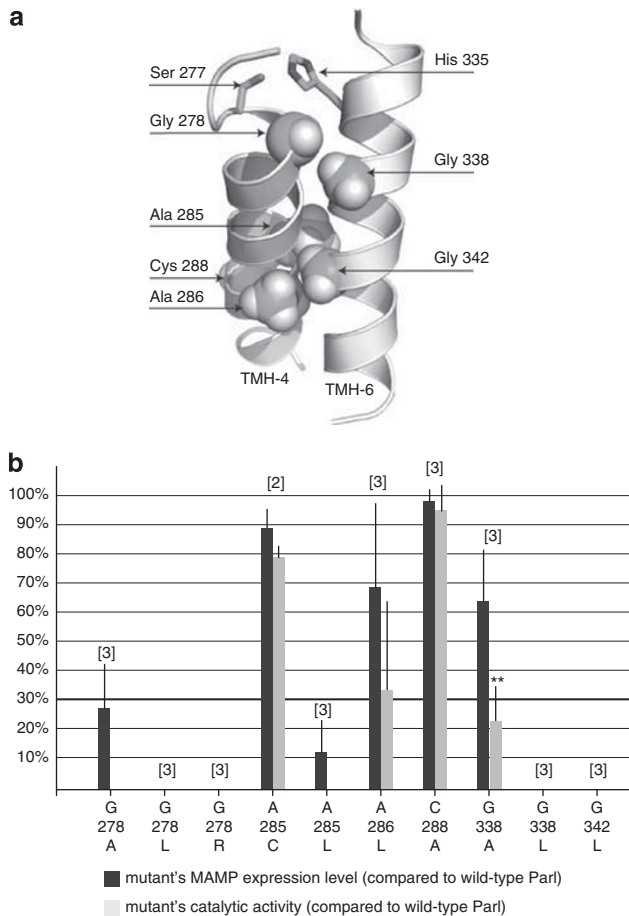 a
Ser 277
His 335
Gly 278
Gly 338
Ala 285
Cys 288
Gly 342
Ala 286
TMH-4
TMH-6
b
100%
90%
80%
70%
60%
50%
40%
30%
20%
10%
[3]
[3]
[3]
[2]
[3]
[3]
[3]
[3]
**
[3]
[3]
G G G A A A C G G G
278 278 278 285 285 286 288 338 338 342
A L R C L L A A L L
mutant's MAMP expression level (compared to wild-type Parl)
mutant's catalytic activity (compared to wild-type Parl)